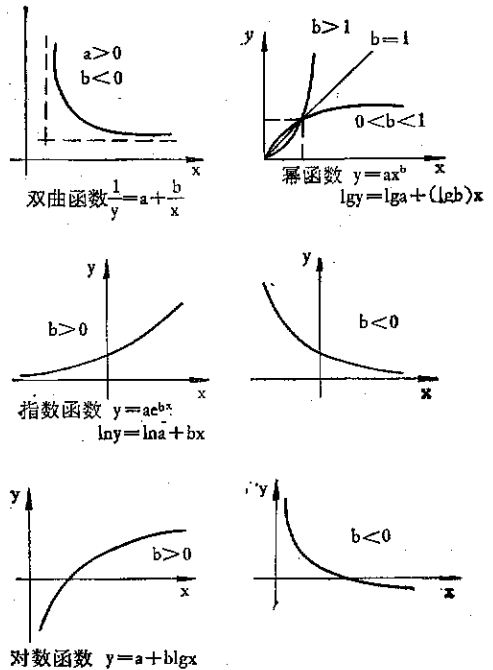 a>0
b<0
x
双曲函数 1/y=a+b/x
y
b>1
b=1
0<b<1
x
幂函数 y=ax^b
lgy=lga+(lgb)x
y
b>0
x
指数函数 y=ae^bx
lny=lna+bx
y
b<0
x
y
b>0
x
对数函数 y=a+blgx
y
b<0
x